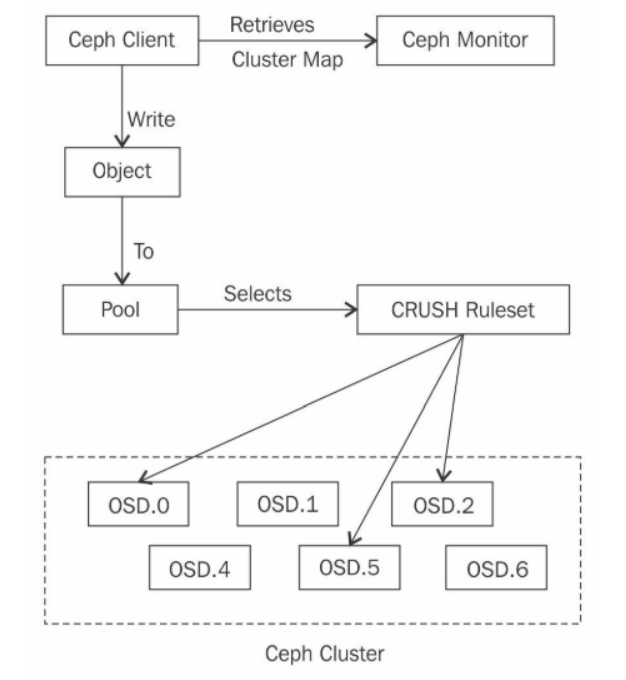 Ceph Client
Retrieves
Cluster Map
Ceph Monitor
Write
Object
To
Pool
Selects
CRUSH Ruleset
OSD.0
OSD.1
OSD.2
OSD.4
OSD.5
OSD.6
Ceph Cluster